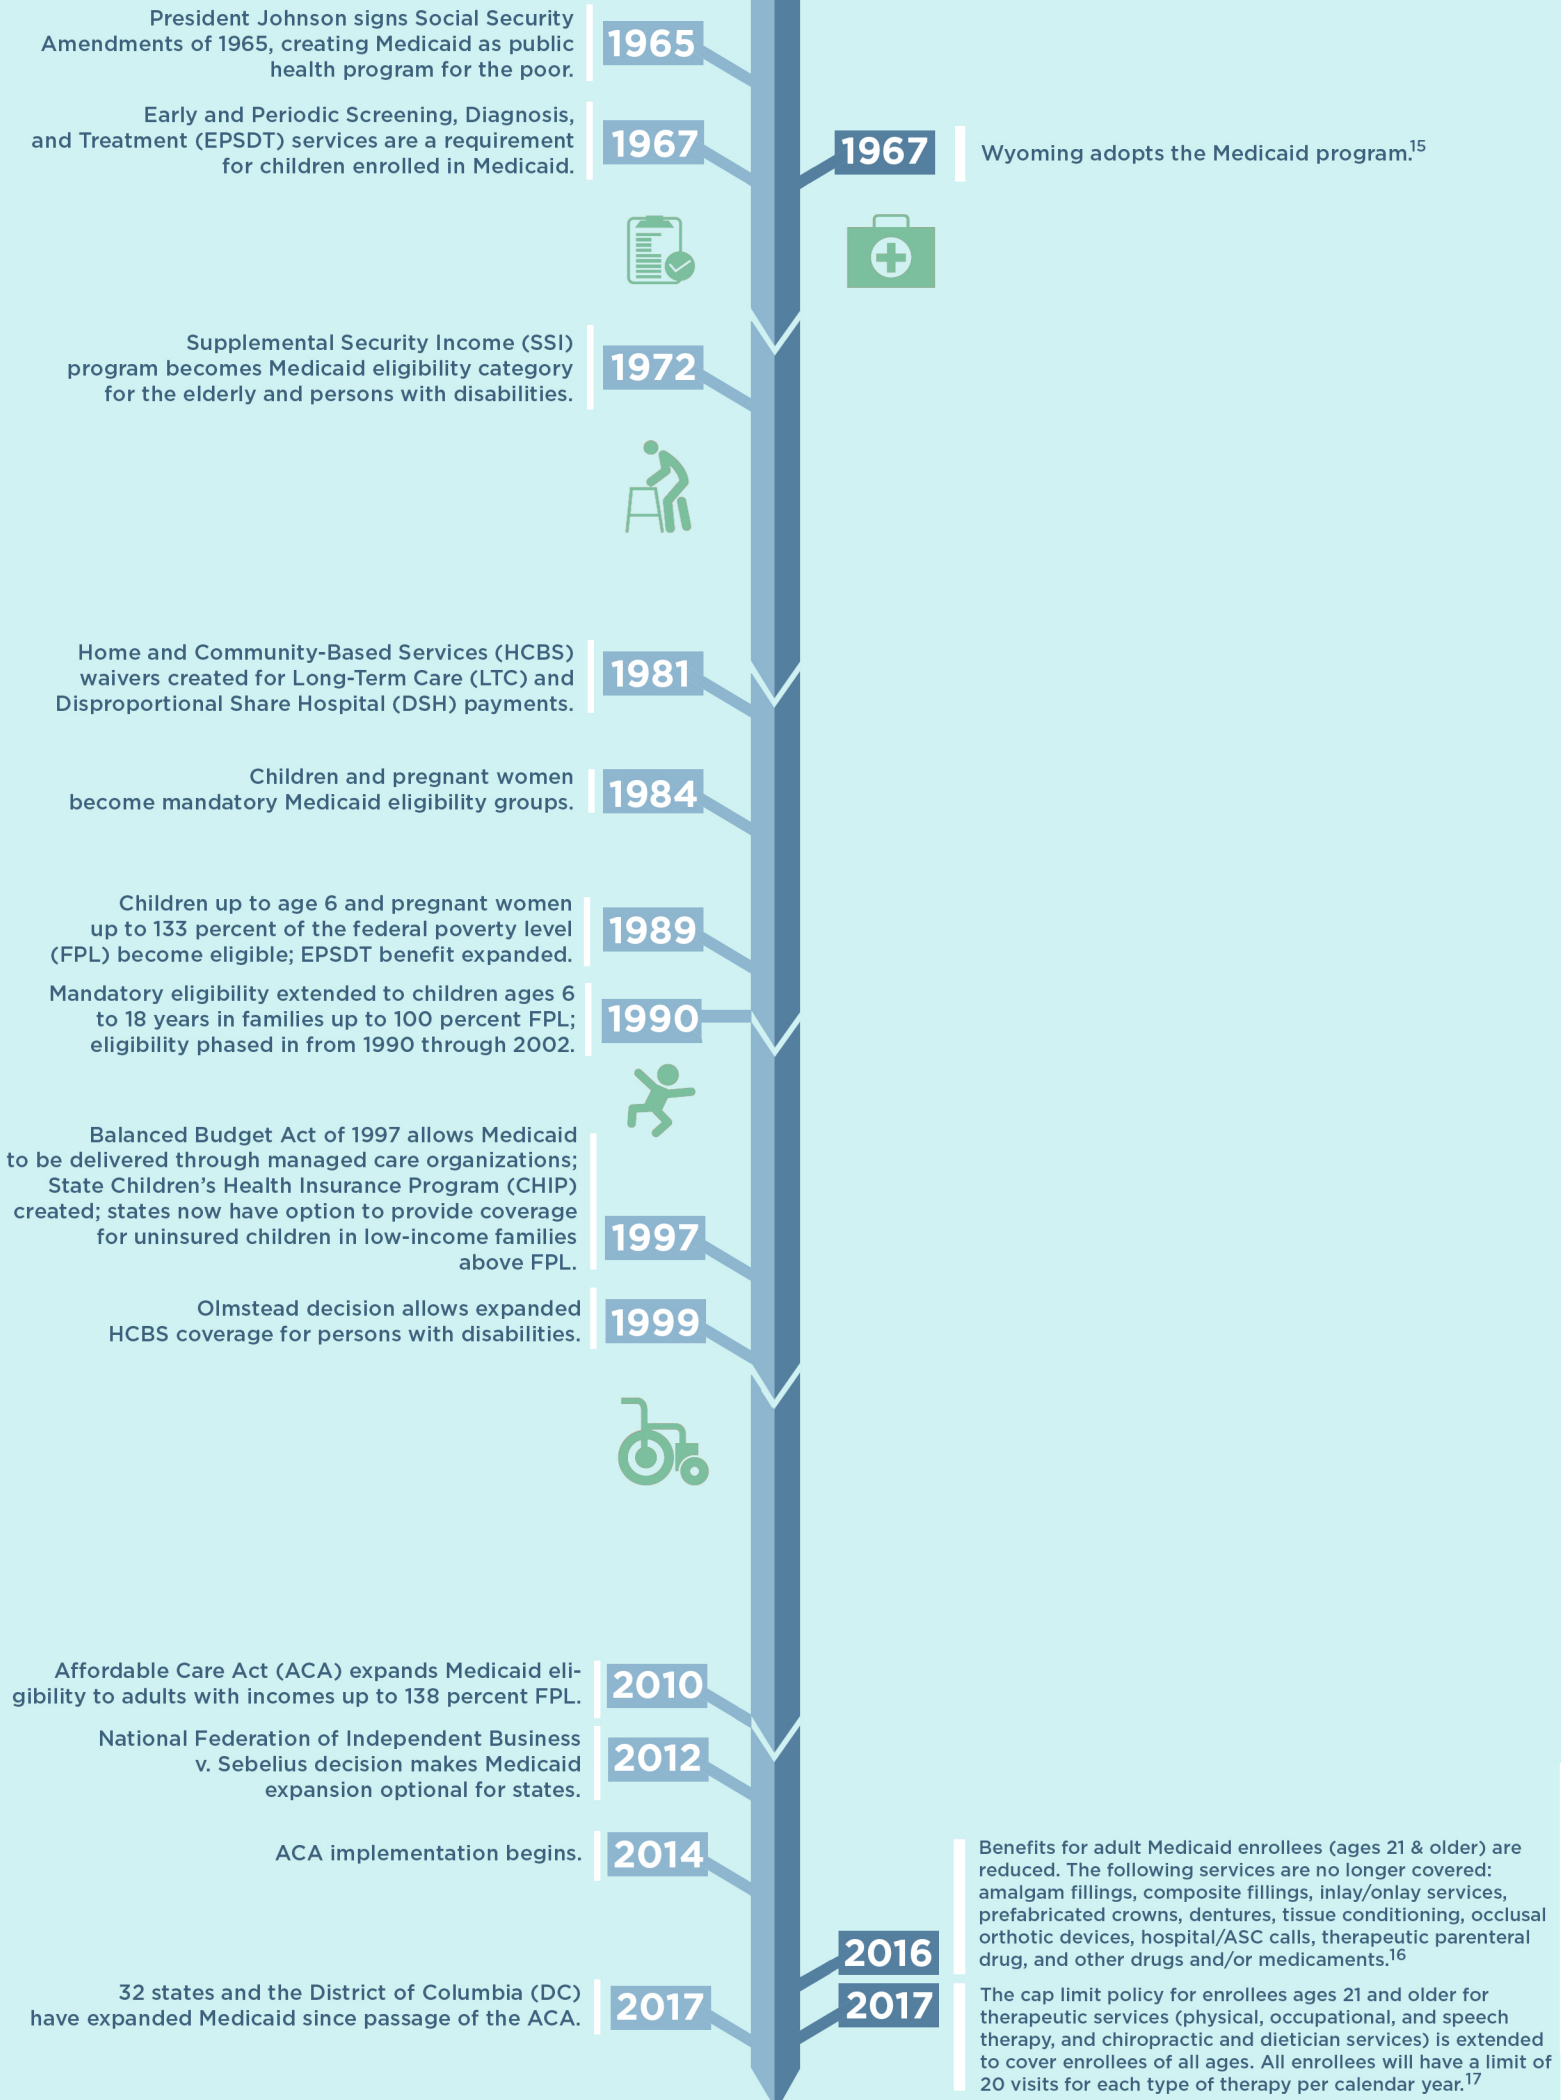 President Johnson signs Social Security
Amendments of 1965, creating Medicaid as public
health program for the poor.
1965
Early and Periodic Screening, Diagnosis,
and Treatment (EPSDT) services are a requirement
for children enrolled in Medicaid.
1967
1967
Wyoming adopts the Medicaid program.15
Supplemental Security Income (SSI)
program becomes Medicaid eligibility category
for the elderly and persons with disabilities.
1972
Home and Community-Based Services (HCBS)
waivers created for Long-Term Care (LTC) and
Disproportional Share Hospital (DSH) payments.
1981
Children and pregnant women
become mandatory Medicaid eligibility groups.
1984
Children up to age 6 and pregnant women
up to 133 percent of the federal poverty level
(FPL) become eligible; EPSDT benefit expanded.
1989
Mandatory eligibility extended to children ages 6
to 18 years in families up to 100 percent FPL;
eligibility phased in from 1990 through 2002.
1990
Balanced Budget Act of 1997 allows Medicaid
to be delivered through managed care organizations;
State Children’s Health Insurance Program (CHIP)
created; states now have option to provide coverage
for uninsured children in low-income families
above FPL.
1997
Olmstead decision allows expanded
HCBS coverage for persons with disabilities.
1999
Affordable Care Act (ACA) expands Medicaid eli-
gibility to adults with incomes up to 138 percent FPL.
2010
National Federation of Independent Business
v. Sebelius decision makes Medicaid
expansion optional for states.
2012
ACA implementation begins.
2014
2016
Benefits for adult Medicaid enrollees (ages 21 & older) are
reduced. The following services are no longer covered:
amalgam fillings, composite fillings, inlay/onlay services,
prefabricated crowns, dentures, tissue conditioning, occlusal
orthotic devices, hospital/ASC calls, therapeutic parenteral
drug, and other drugs and/or medicaments.16
32 states and the District of Columbia (DC)
have expanded Medicaid since passage of the ACA.
2017
2017
The cap limit policy for enrollees ages 21 and older for
therapeutic services (physical, occupational, and speech
therapy, and chiropractic and dietician services) is extended
to cover enrollees of all ages. All enrollees will have a limit of
20 visits for each type of therapy per calendar year.17